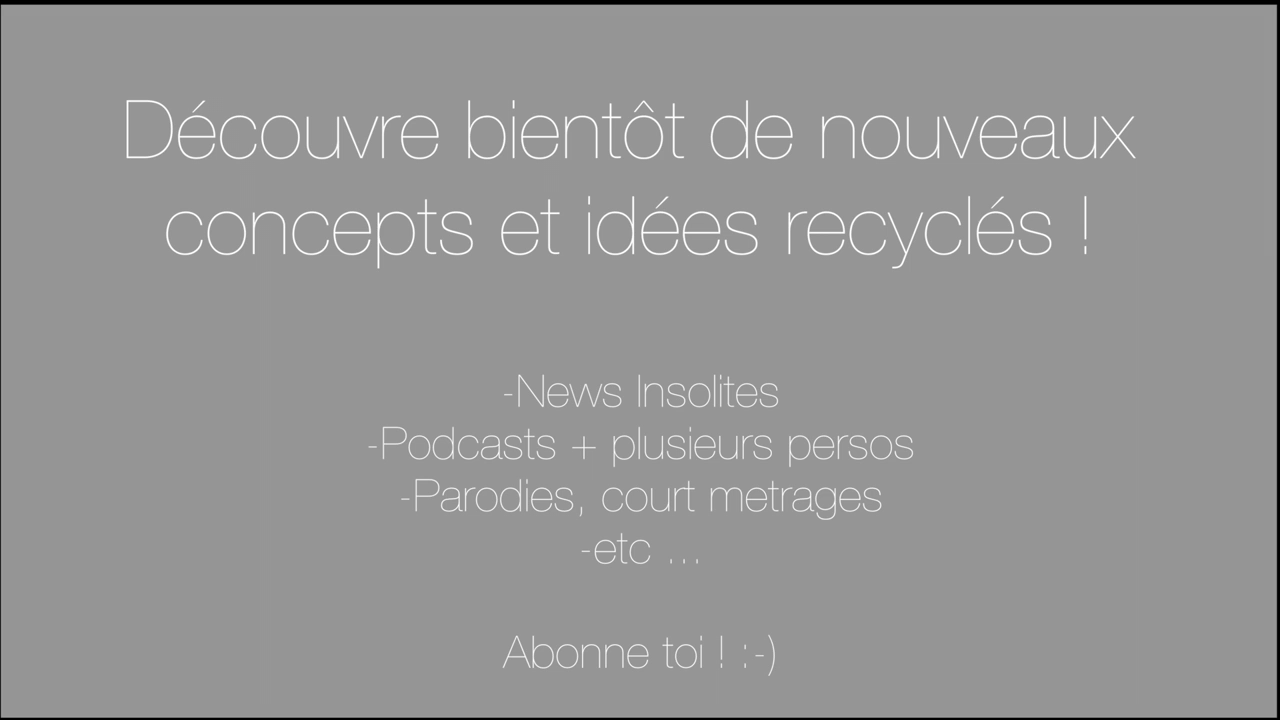 Découvre bientôt de nouveaux
concepts et idées recyclés !
-News Insolites
-Podcasts + plusieurs persos
-Parodies, court metrages
-etc ...
Abonne toi ! :-)